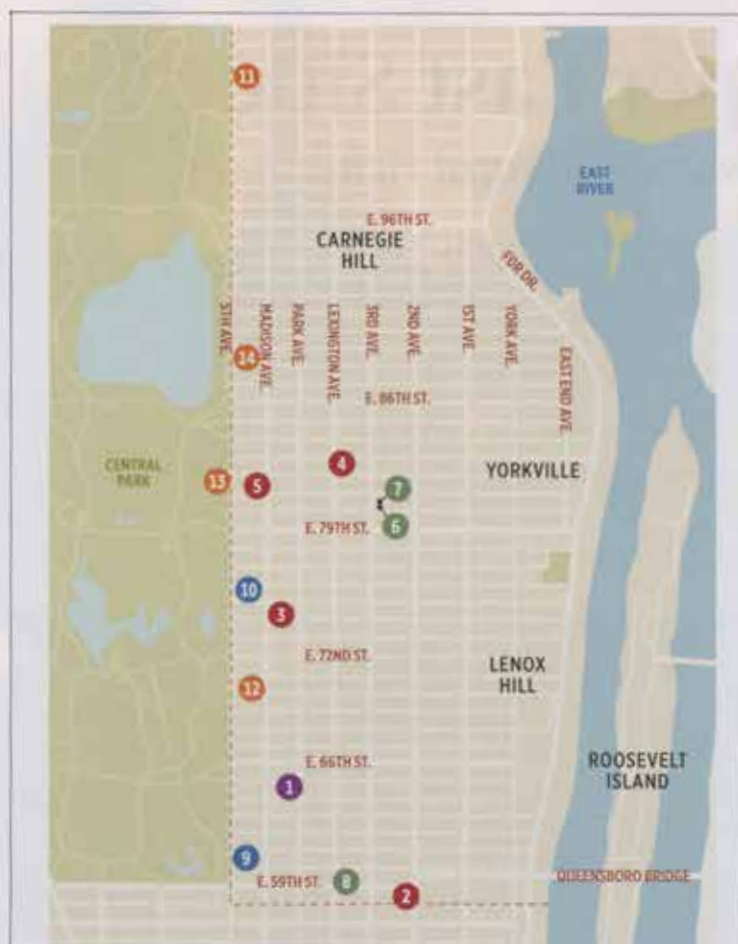 11
EAST
RIVER
E. 96TH ST.
CARNEGIE
HILL
FDR DR.
5TH AVE.
MADISON AVE.
PARK AVE.
LEXINGTON AVE.
3RD AVE.
2ND AVE.
1ST AVE.
YORK AVE.
EAST END AVE.
14
E. 86TH ST.
CENTRAL
PARK
13
5
4
7
YORKVILLE
6
E. 79TH ST.
10
3
E. 72ND ST.
LENOX
HILL
12
E. 66TH ST.
1
ROOSEVELT
ISLAND
9
E. 59TH ST.
8
2
QUEENSBORO BRIDGE